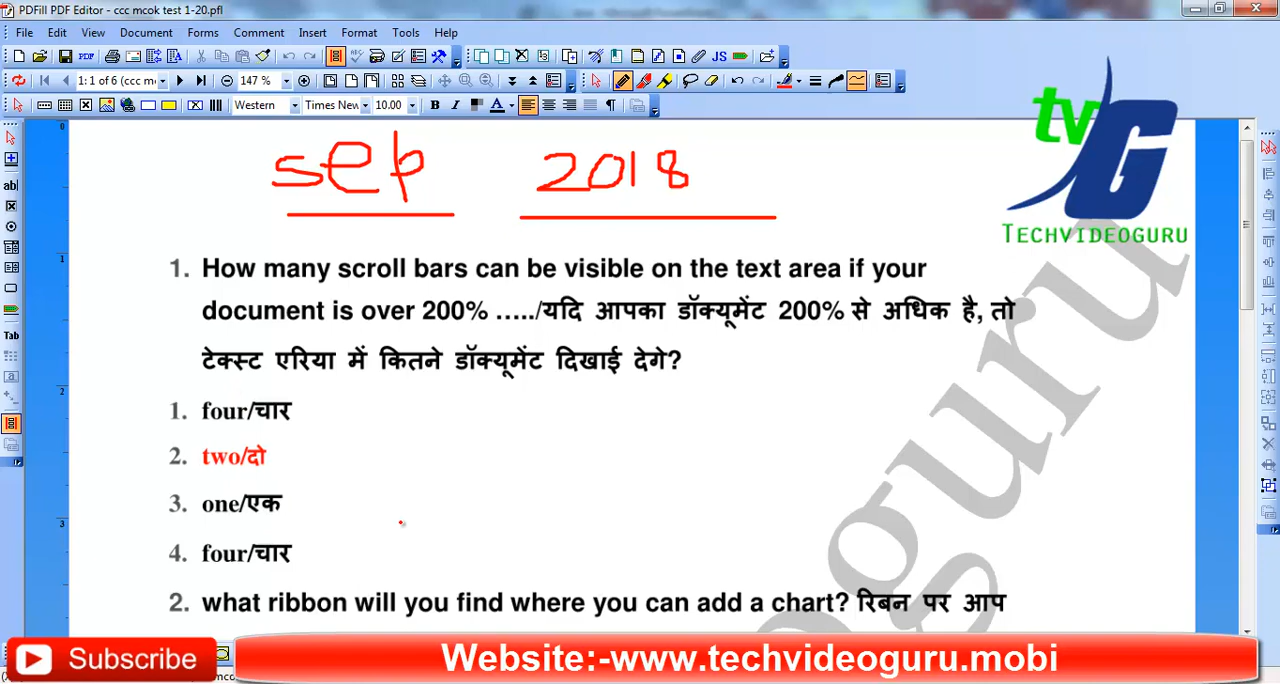 PDFill PDF Editor - ccc mcok test 1-20.pfl
File Edit View Document Forms Comment Insert Format Tools Help
1: 1 of 6 (ccc m 147 % JS
Western Times New 10.00
sep 2018
tvG
TECHVIDEOGURU
1. How many scroll bars can be visible on the text area if your
document is over 200% …../यदि आपका डॉक्यूमेंट 200% से अधिक है, तो
टेक्स्ट एरिया में कितने डॉक्यूमेंट दिखाई देगे?
1. four/चार
2. two/दो
3. one/एक
4. four/चार
2. what ribbon will you find where you can add a chart? रिबन पर आप
Subscribe
Website:-www.techvideoguru.mobi